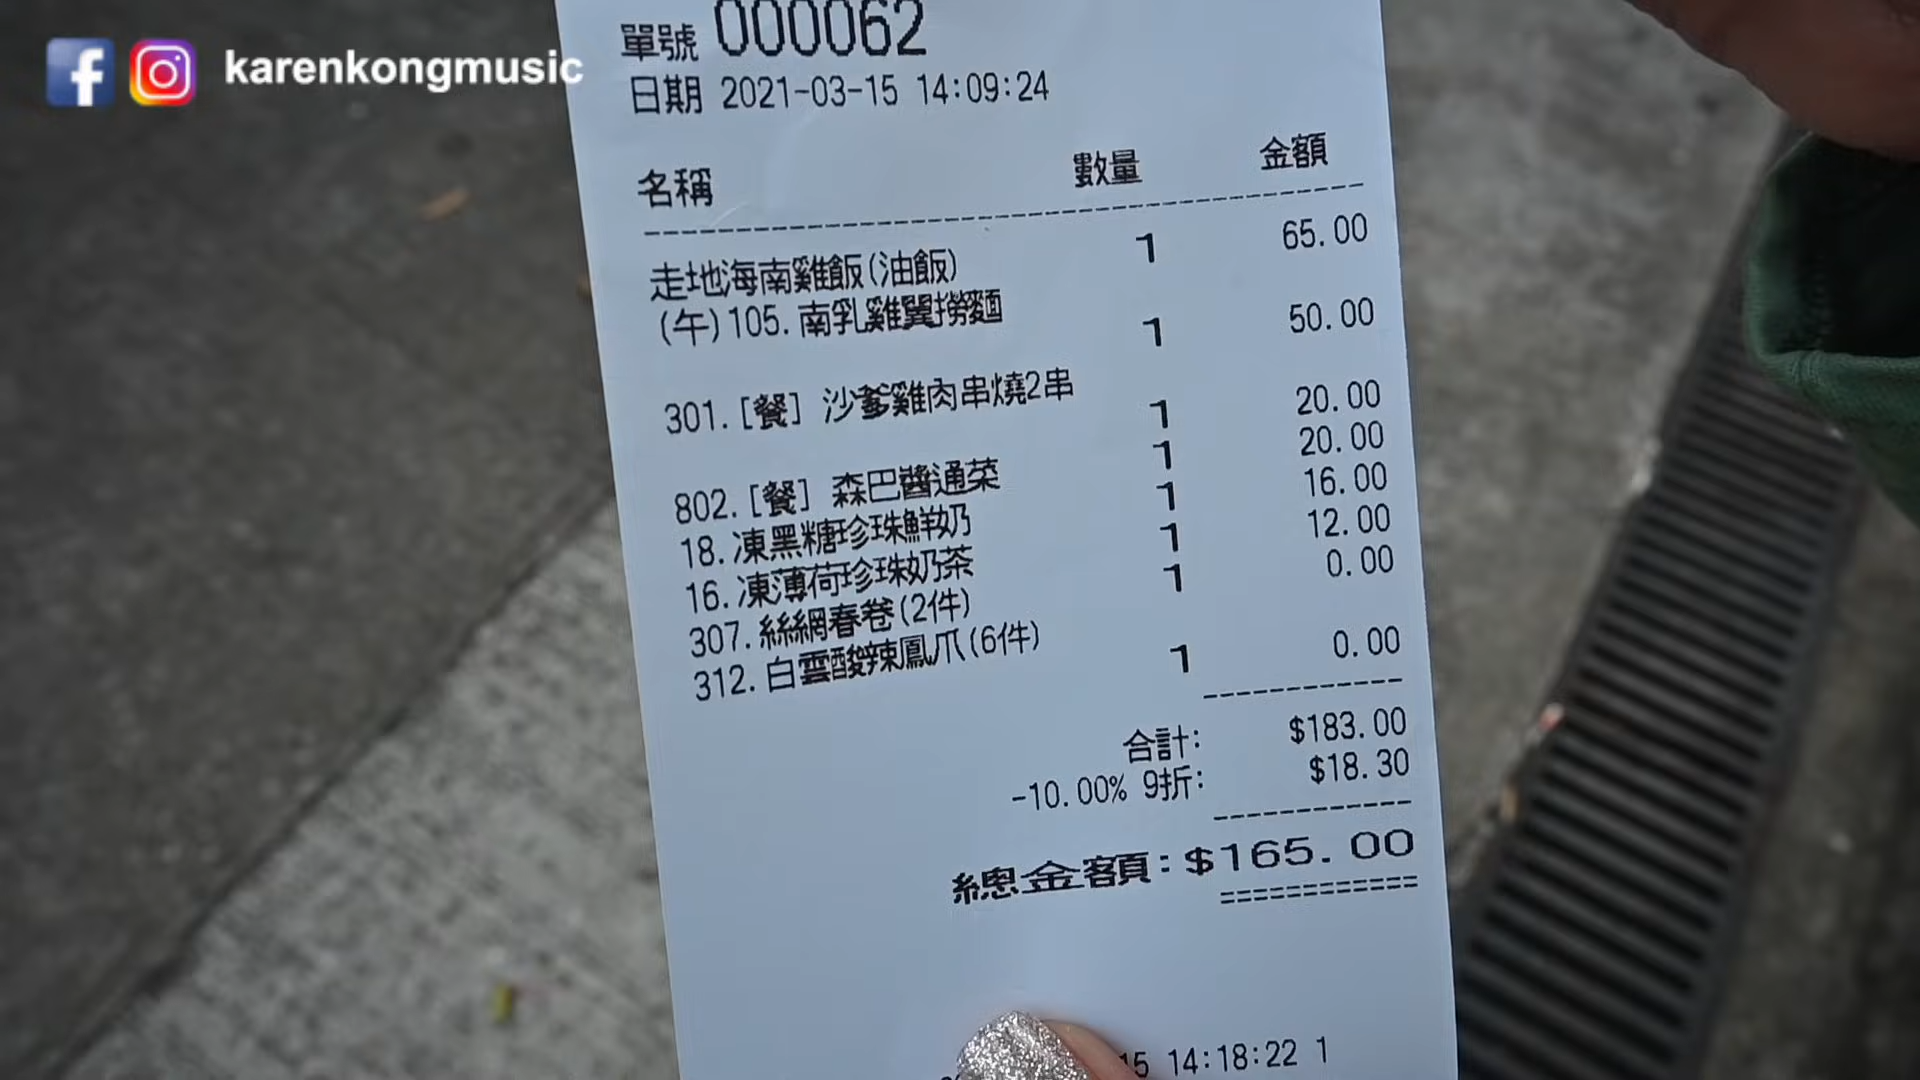 karenkongmusic
單號 000062
日期 2021-03-15 14:09:24
名稱 數量 金額
走地海南雞飯(油飯) 1 65.00
(午)105. 南乳雞翼撈麵 1 50.00
301. [餐] 沙爹雞肉串燒2串 1 20.00
802. [餐] 森巴醬通菜 1 20.00
18. 凍黑糖珍珠鮮奶 1 16.00
16. 凍薄荷珍珠奶茶 1 12.00
307. 絲網春卷(2件) 1 0.00
312. 白雲酸辣鳳爪(6件) 1 0.00
合計: $183.00
-10.00% 9折: $18.30
總金額: $165.00
15 14:18:22 1